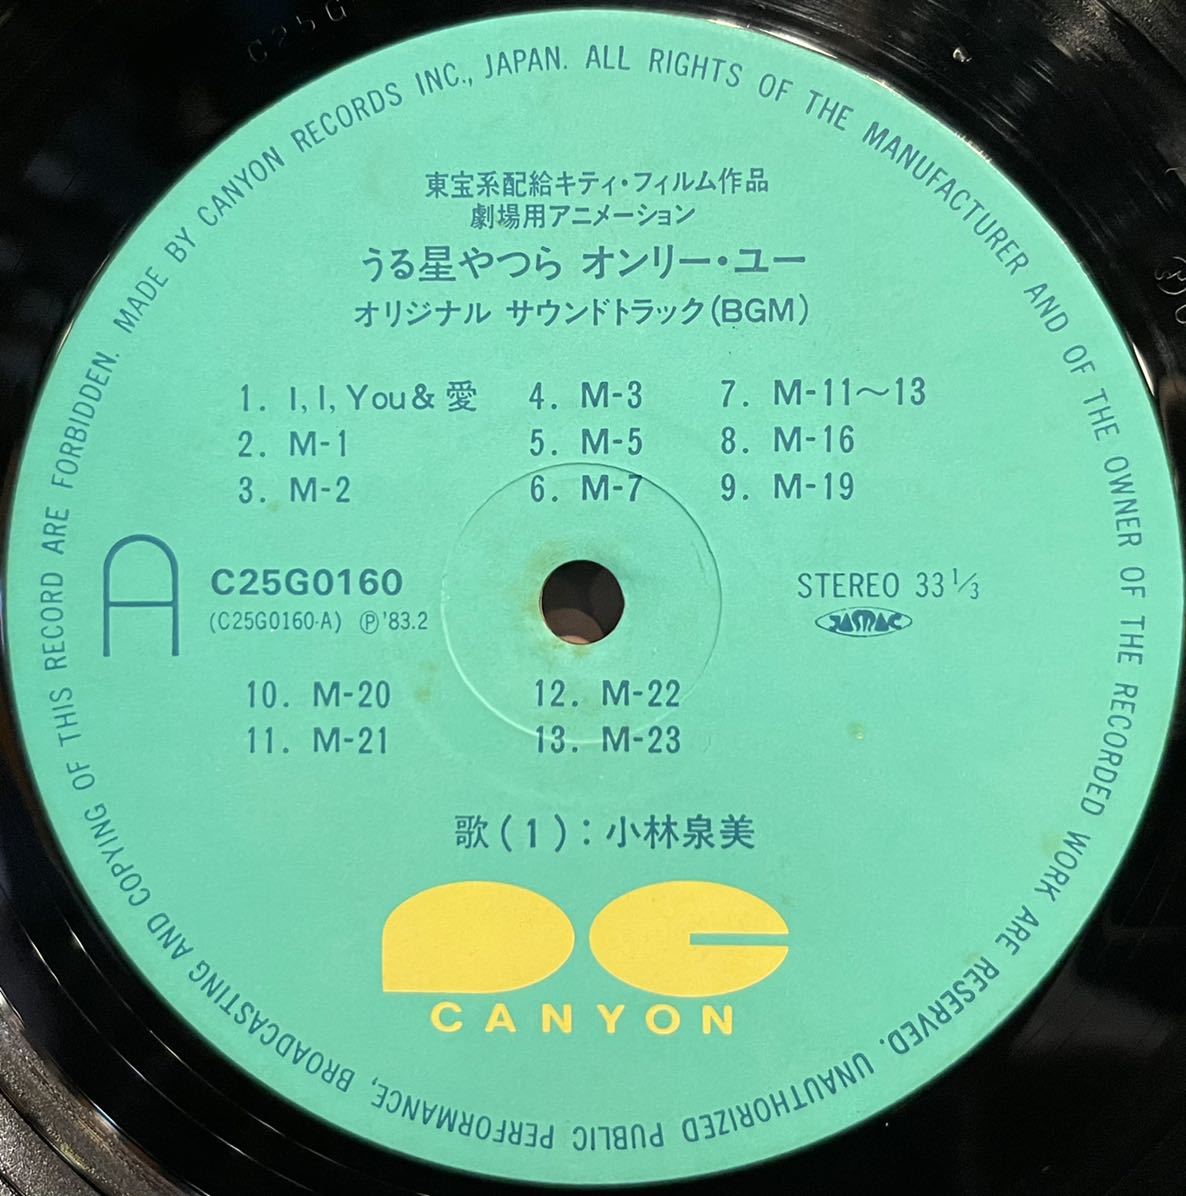 MADE BY CANYON RECORDS INC., JAPAN. ALL RIGHTS OF THE MANUFACTURER AND OF THE OWNER OF THE RECORDED WORK ARE RESERVED. UNAUTHORIZED PUBLIC PERFORMANCE, BROADCASTING AND COPYING OF THIS RECORD ARE FORBIDDEN.
東宝系配給キティ・フィルム作品
劇場用アニメーション
うる星やつら オンリー・ユー
オリジナル サウンドトラック(BGM)
1. I, I, You & 愛 4. M-3 7. M-11〜13
2. M-1 5. M-5 8. M-16
3. M-2 6. M-7 9. M-19
A
C25G0160 STEREO 33 1/3
(C25G0160-A) Ⓟ'83.2 JASRAC
10. M-20 12. M-22
11. M-21 13. M-23
歌(1): 小林泉美
CANYON